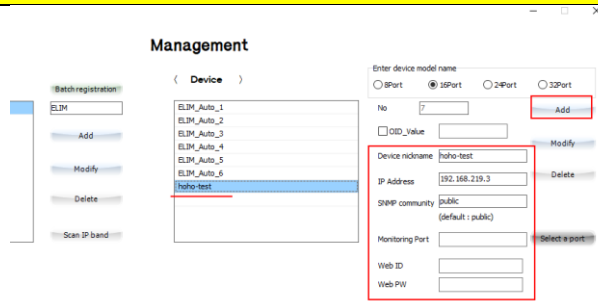 Management
Batch registration
ELIM
Add
Modify
Delete
Scan IP band
〈 Device 〉
ELIM_Auto_1
ELIM_Auto_2
ELIM_Auto_3
ELIM_Auto_4
ELIM_Auto_5
ELIM_Auto_6
hoho-test
Enter device model name
8Port 16Port 24Port 32Port
No 7
OID_Value
Device nickname hoho-test
IP Address 192.168.219.3
SNMP community public
(default : public)
Monitoring Port
Web ID
Web PW
Add
Modify
Delete
Select a port